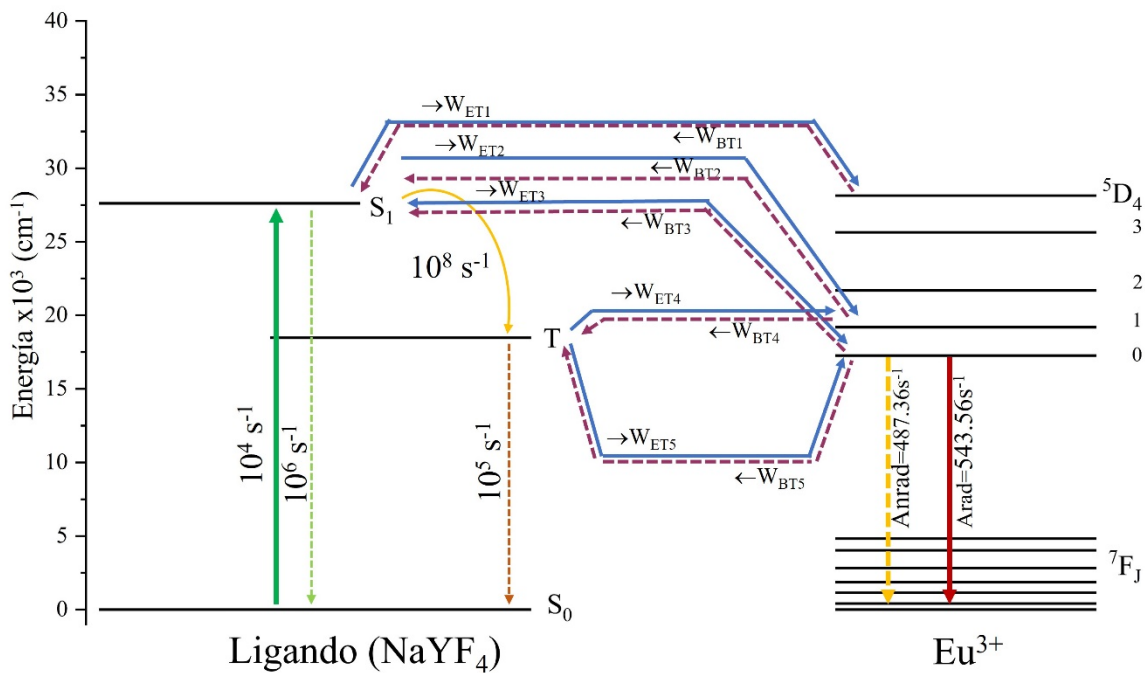 Energía x10³ (cm⁻¹)
40
35
30
25
20
15
10
5
0
→W_ET1
←W_BT1
→W_ET2
←W_BT2
→W_ET3
←W_BT3
S₁
10⁸ s⁻¹
→W_ET4
←W_BT4
T
→W_ET5
←W_BT5
10⁴ s⁻¹
10⁶ s⁻¹
10⁵ s⁻¹
S₀
⁵D₄
3
2
1
0
Anrad=487.36s⁻¹
Arad=543.56s⁻¹
⁷F_J
Ligando (NaYF₄)
Eu³⁺